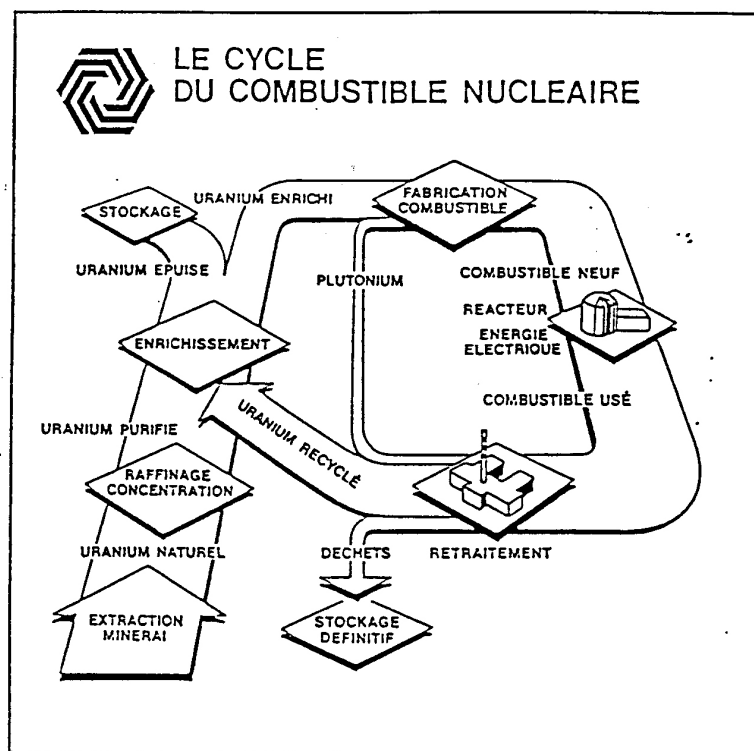 LE CYCLE
DU COMBUSTIBLE NUCLEAIRE
URANIUM ENRICHI
STOCKAGE
FABRICATION
COMBUSTIBLE
URANIUM EPUISE
PLUTONIUM
COMBUSTIBLE NEUF
REACTEUR
ENERGIE
ELECTRIQUE
ENRICHISSEMENT
COMBUSTIBLE USÉ
URANIUM RECYCLÉ
URANIUM PURIFIE
RAFFINAGE
CONCENTRATION
URANIUM NATUREL
DECHETS
RETRAITEMENT
EXTRACTION
MINERAI
STOCKAGE
DEFINITIF